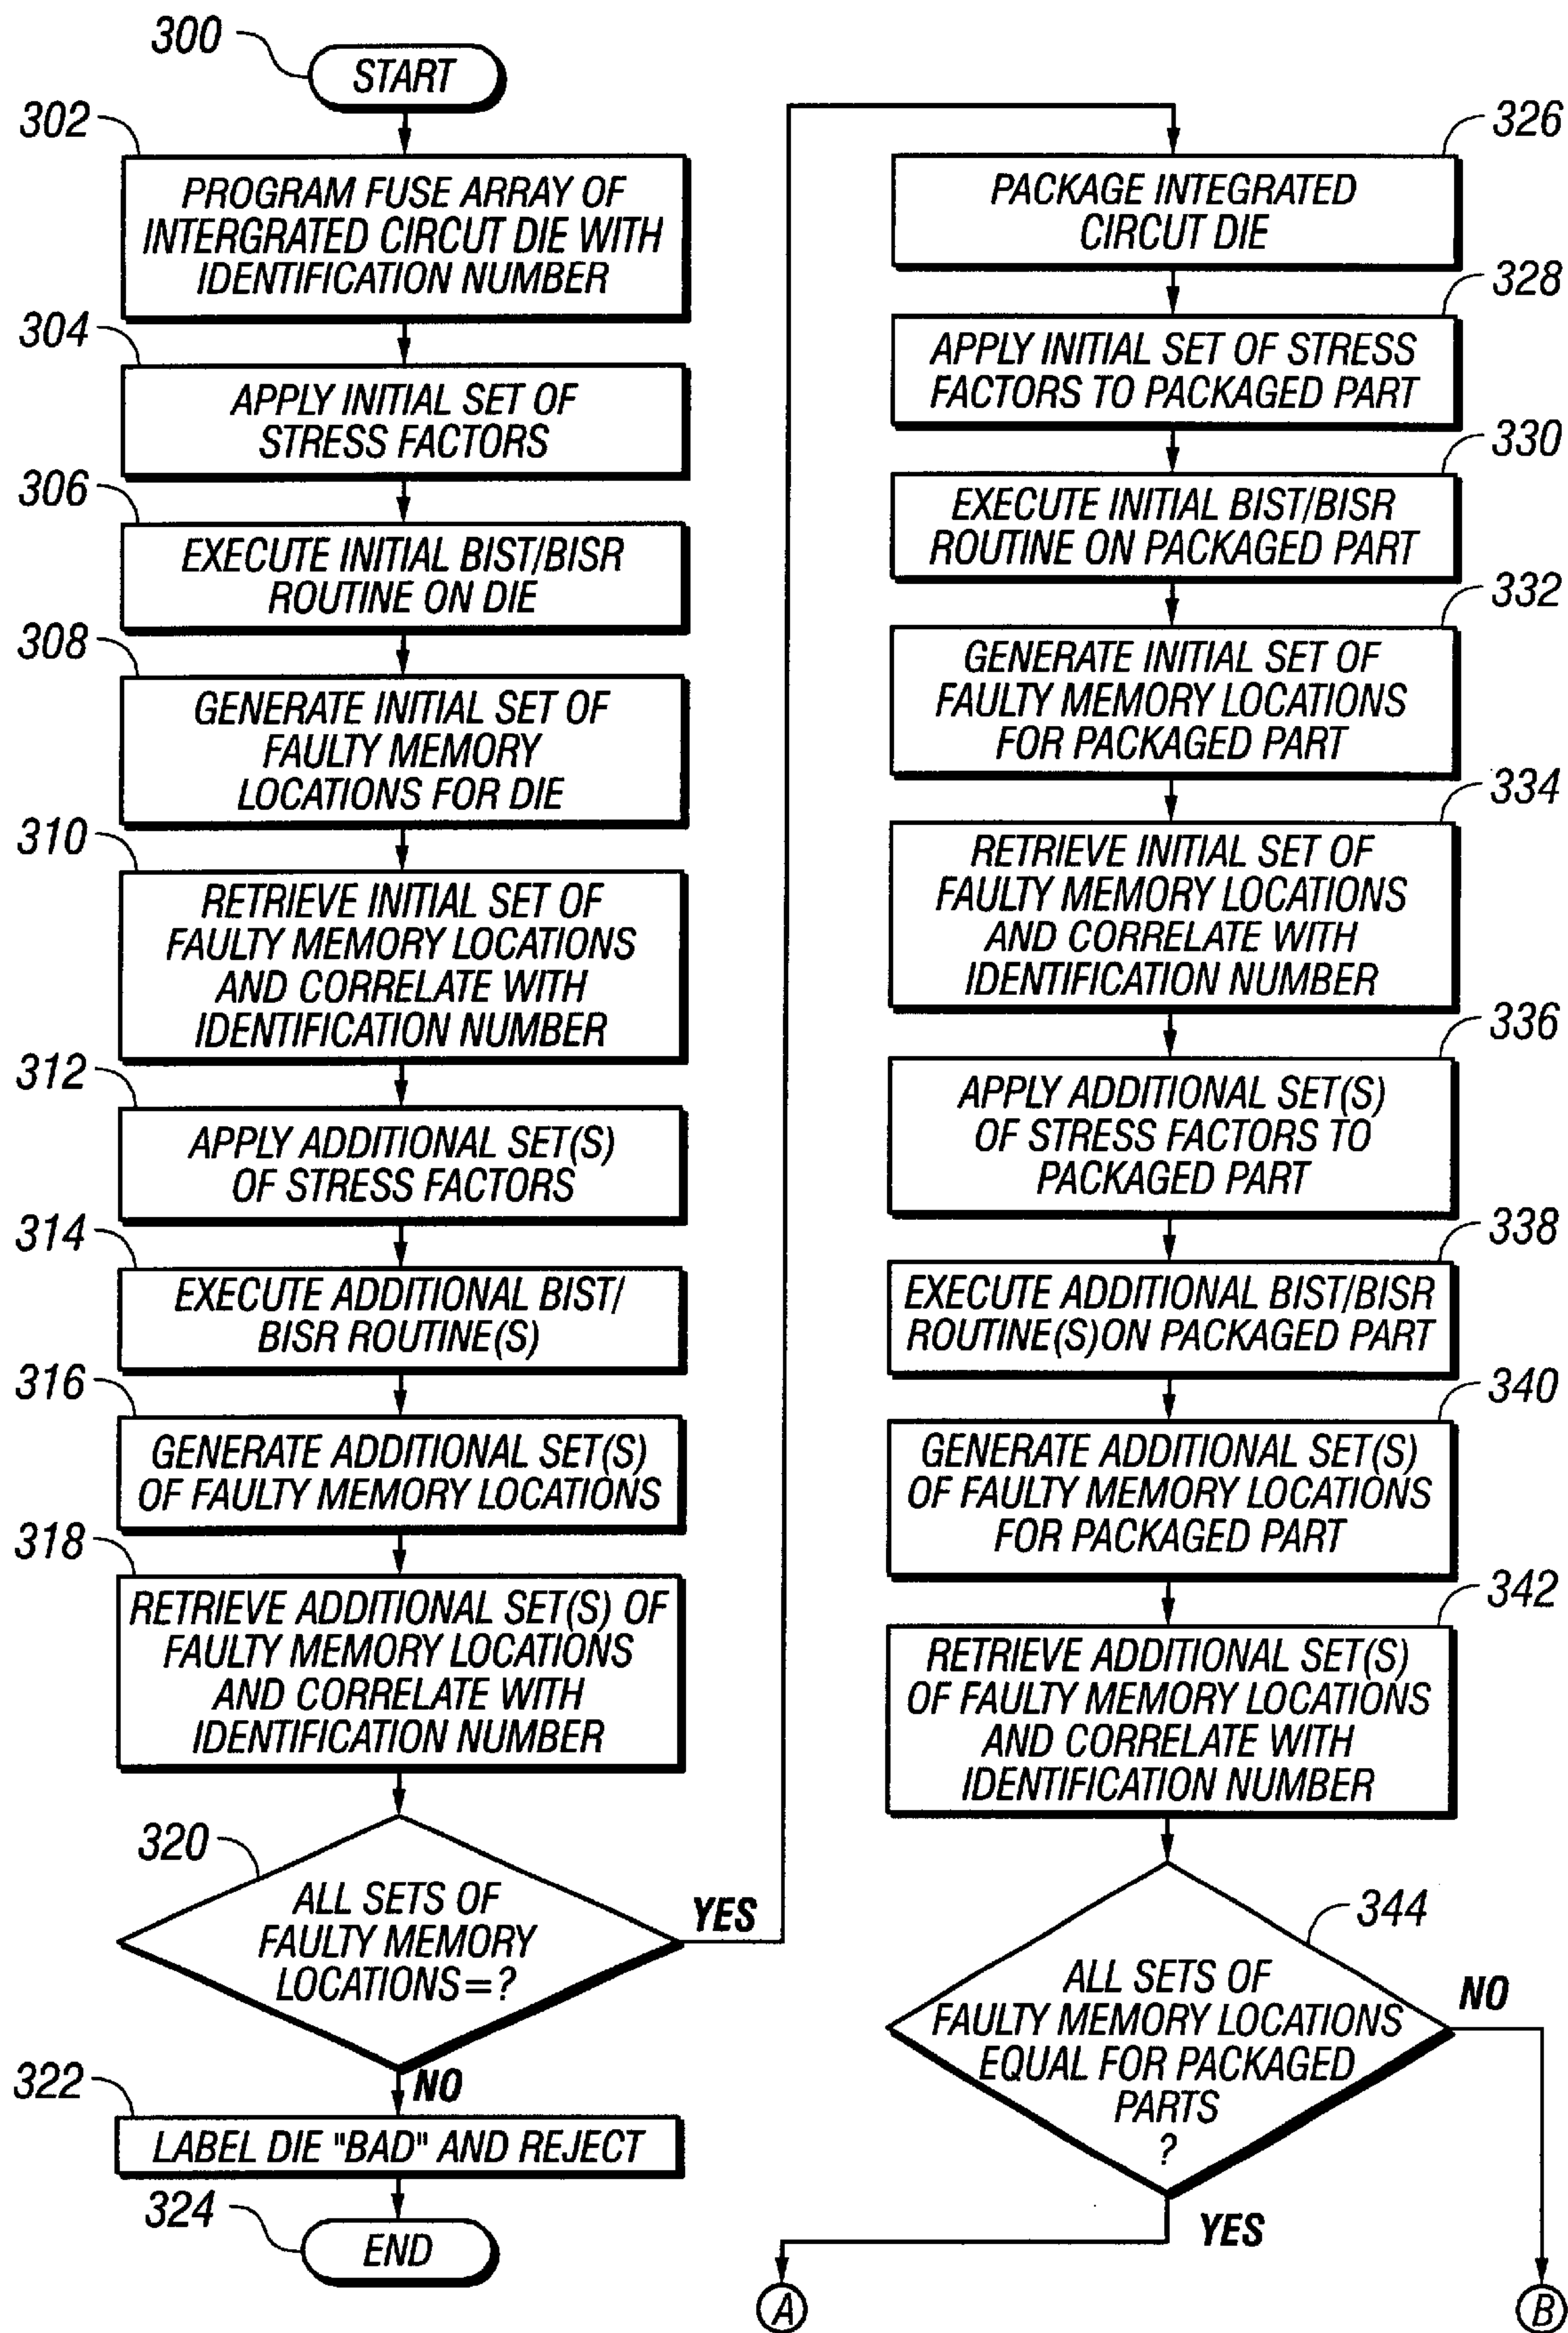 300
START
302
PROGRAM FUSE ARRAY OF
INTERGRATED CIRCUT DIE WITH
IDENTIFICATION NUMBER
304
APPLY INITIAL SET OF
STRESS FACTORS
306
EXECUTE INITIAL BIST/BISR
ROUTINE ON DIE
308
GENERATE INITIAL SET OF
FAULTY MEMORY
LOCATIONS FOR DIE
310
RETRIEVE INITIAL SET OF
FAULTY MEMORY LOCATIONS
AND CORRELATE WITH
IDENTIFICATION NUMBER
312
APPLY ADDITIONAL SET(S)
OF STRESS FACTORS
314
EXECUTE ADDITIONAL BIST/
BISR ROUTINE(S)
316
GENERATE ADDITIONAL SET(S)
OF FAULTY MEMORY LOCATIONS
318
RETRIEVE ADDITIONAL SET(S) OF
FAULTY MEMORY LOCATIONS
AND CORRELATE WITH
IDENTIFICATION NUMBER
320
ALL SETS OF
FAULTY MEMORY
LOCATIONS=?
YES
NO
322
LABEL DIE "BAD" AND REJECT
324
END
326
PACKAGE INTEGRATED
CIRCUT DIE
328
APPLY INITIAL SET OF STRESS
FACTORS TO PACKAGED PART
330
EXECUTE INITIAL BIST/BISR
ROUTINE ON PACKAGED PART
332
GENERATE INITIAL SET OF
FAULTY MEMORY LOCATIONS
FOR PACKAGED PART
334
RETRIEVE INITIAL SET OF
FAULTY MEMORY LOCATIONS
AND CORRELATE WITH
IDENTIFICATION NUMBER
336
APPLY ADDITIONAL SET(S)
OF STRESS FACTORS TO
PACKAGED PART
338
EXECUTE ADDITIONAL BIST/BISR
ROUTINE(S)ON PACKAGED PART
340
GENERATE ADDITIONAL SET(S)
OF FAULTY MEMORY LOCATIONS
FOR PACKAGED PART
342
RETRIEVE ADDITIONAL SET(S)
OF FAULTY MEMORY LOCATIONS
AND CORRELATE WITH
IDENTIFICATION NUMBER
344
ALL SETS OF
FAULTY MEMORY LOCATIONS
EQUAL FOR PACKAGED
PARTS
?
NO
YES
A
B